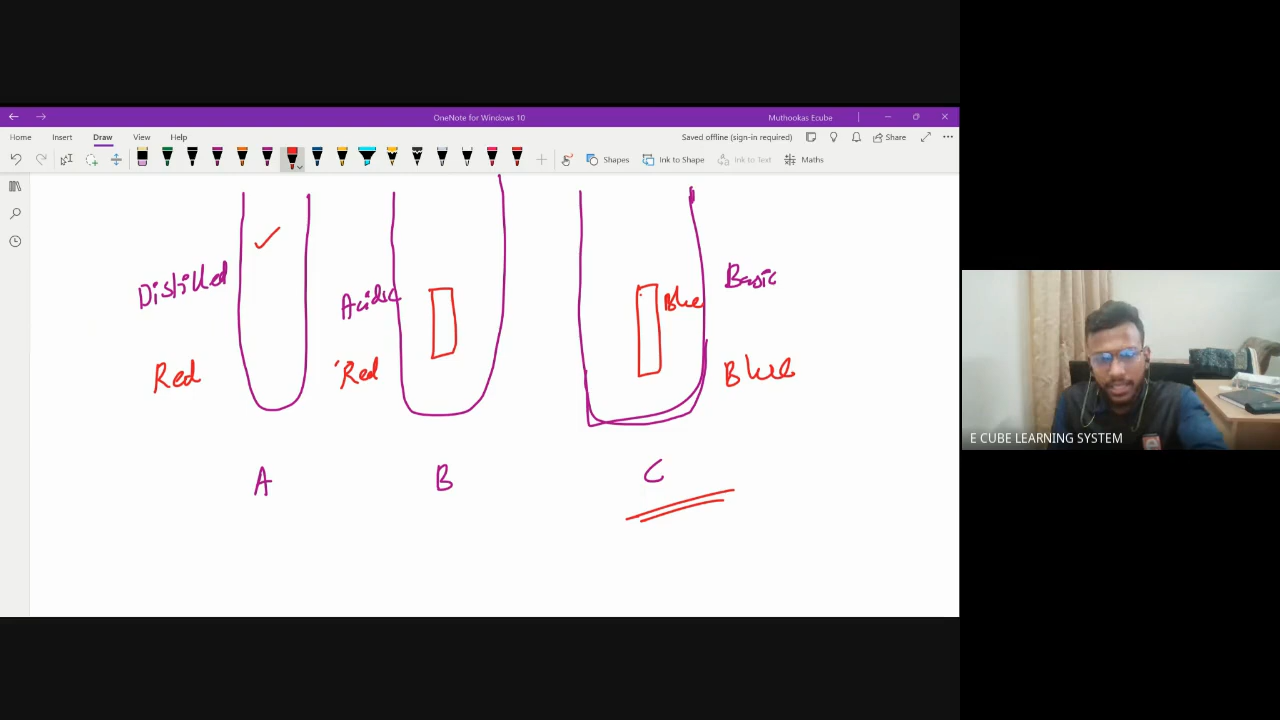 OneNote for Windows 10
Muthookas Ecube
Home Insert Draw View Help
Saved offline (sign-in required)
Share
Shapes
Ink to Shape
Ink to Text
Maths
Distilled
Acidic
Blue
Basic
Red
Red
Blue
A
B
C
E CUBE LEARNING SYSTEM